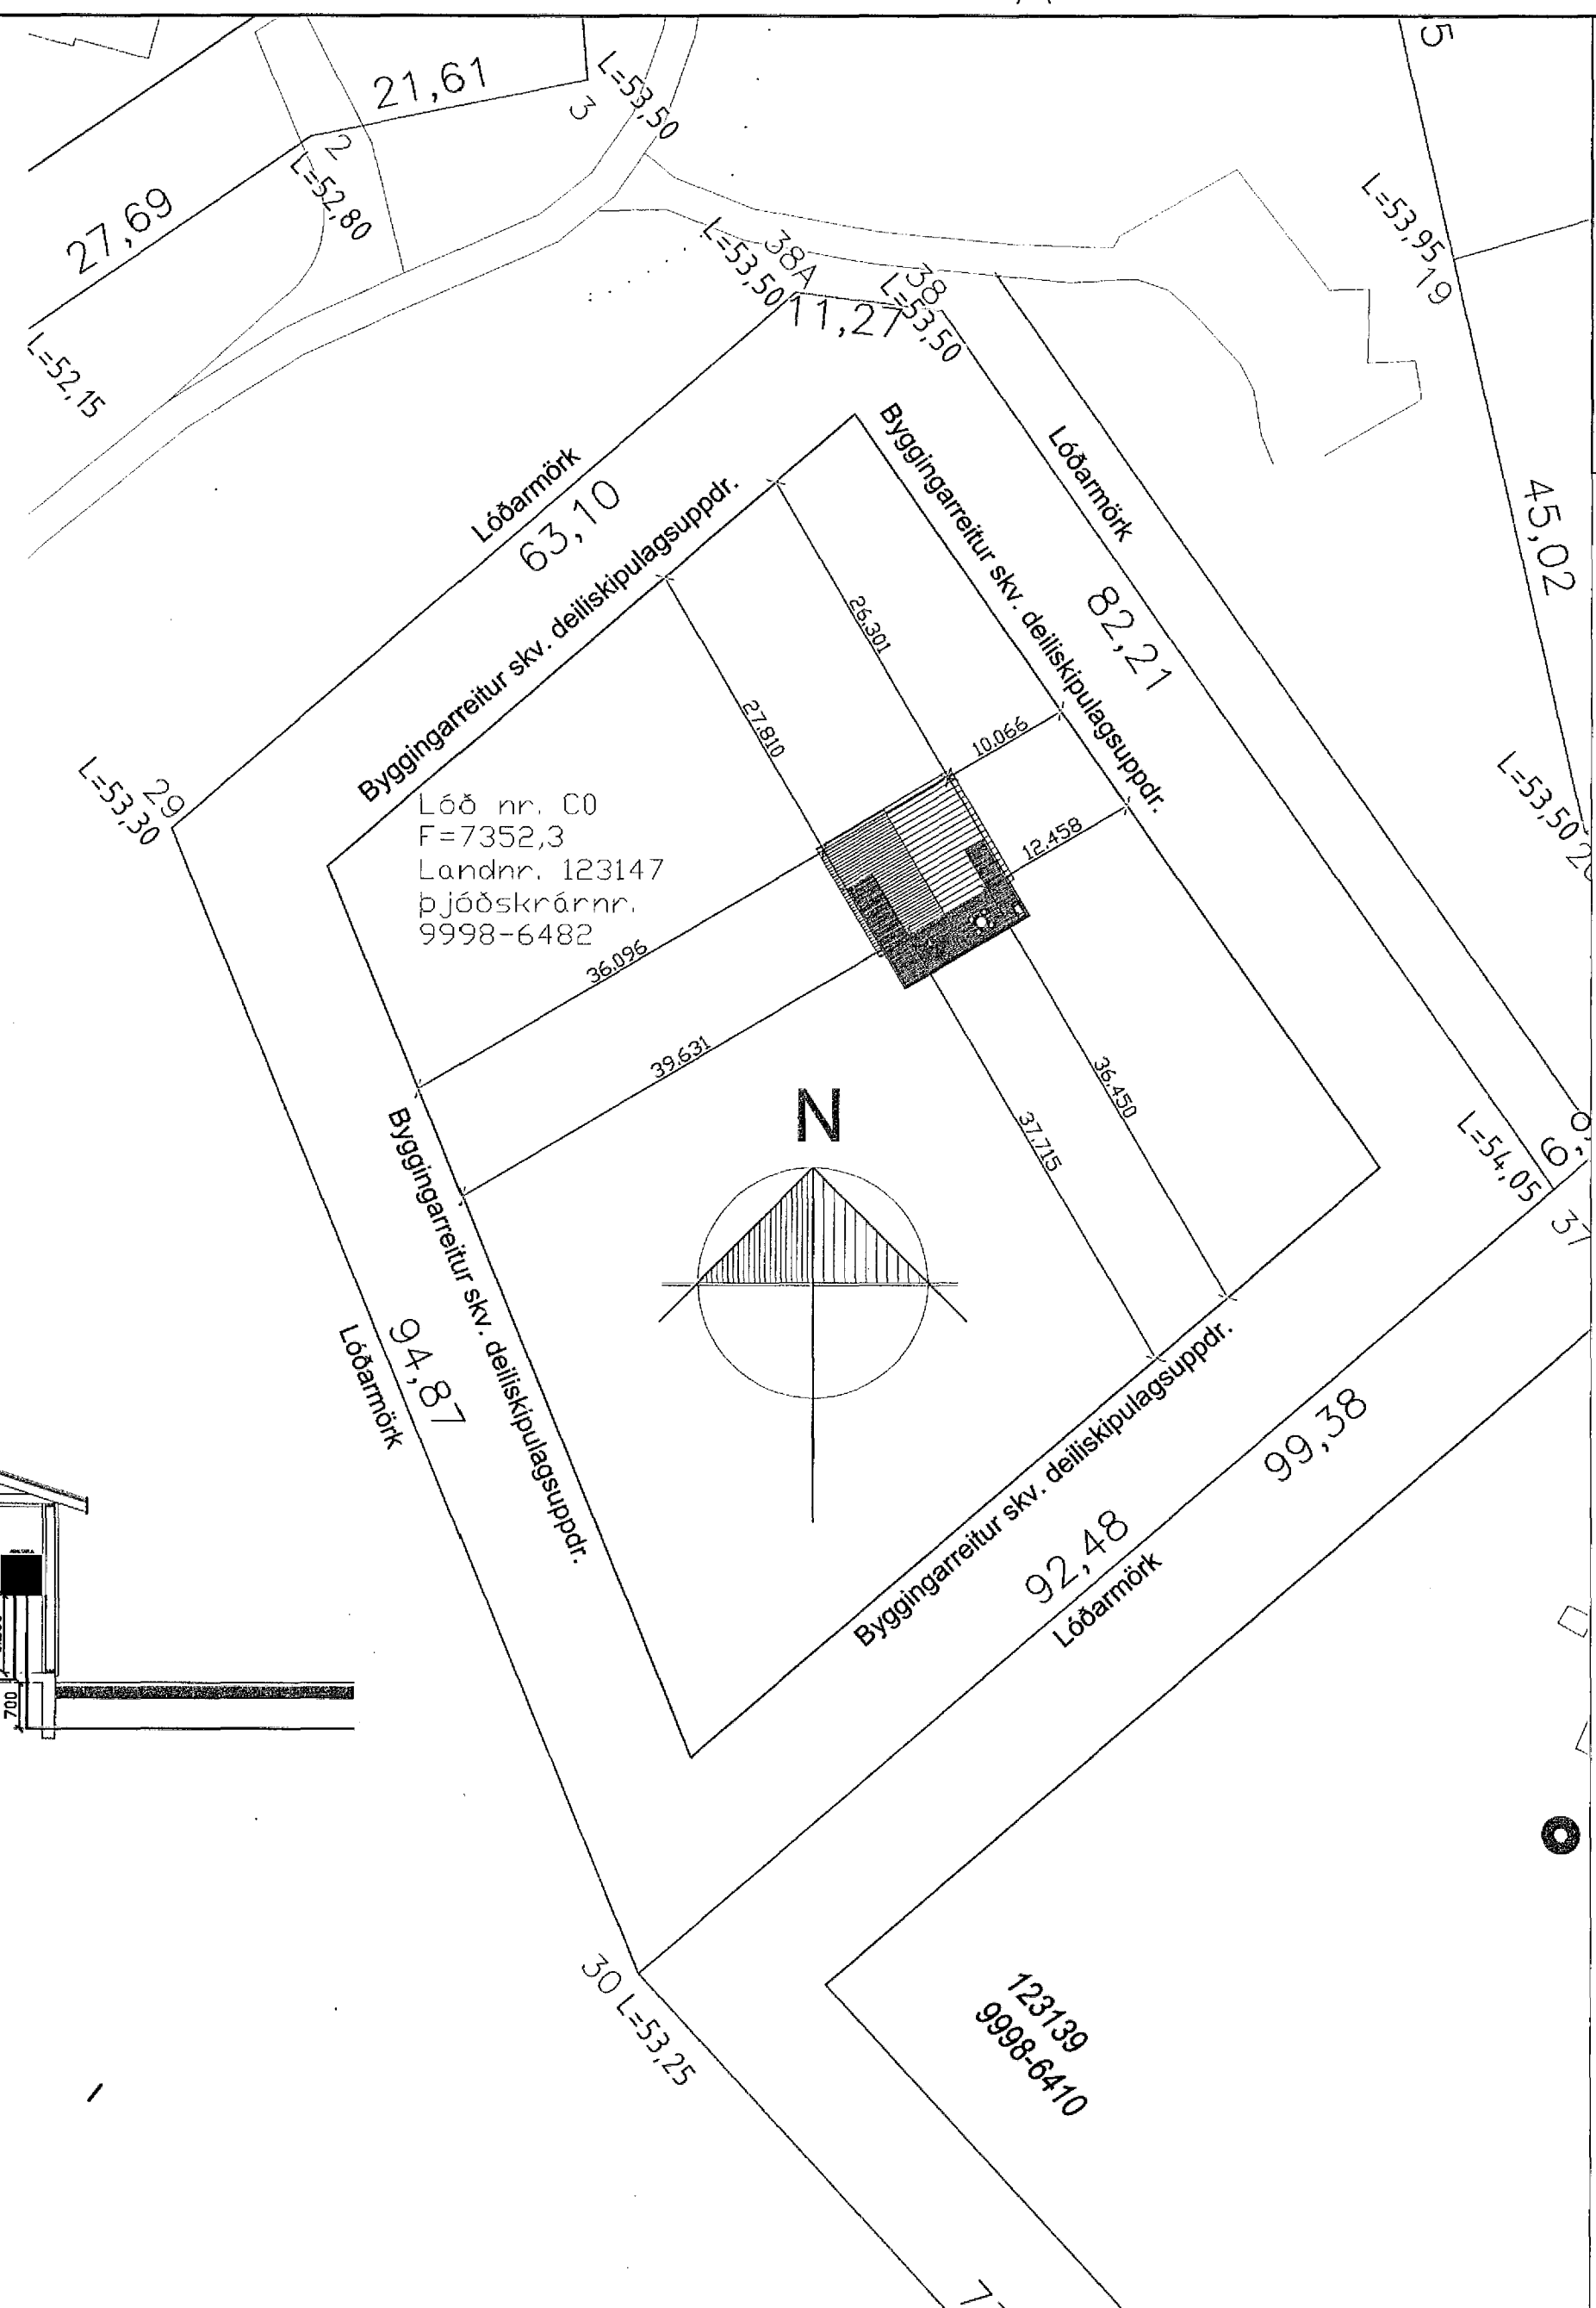 5
21,61
L=53,50
3
2
L=52,80
27,69
L=52,15
L=53,95
19
L=53,50
38A
38
L=53,50
11,27
Lóðarmörk
63,10
Byggingarreitur skv. deiliskipulagsuppdr.
Byggingarreitur skv. deiliskipulagsuppdr.
Lóðarmörk
82,21
45,02
26.301
27.810
10.066
12.458
L=53,50
29
L=53,30
Lóð nr. C0
F=7352,3
Landnr. 123147
Þjóðskrárnr.
9998-6482
36.096
39.631
36.450
37.715
N
L=54,05
37
Byggingarreitur skv. deiliskipulagsuppdr.
94,87
Lóðarmörk
Byggingarreitur skv. deiliskipulagsuppdr.
99,38
92,48
Lóðarmörk
700
30
L=53,25
123139
9998-6410